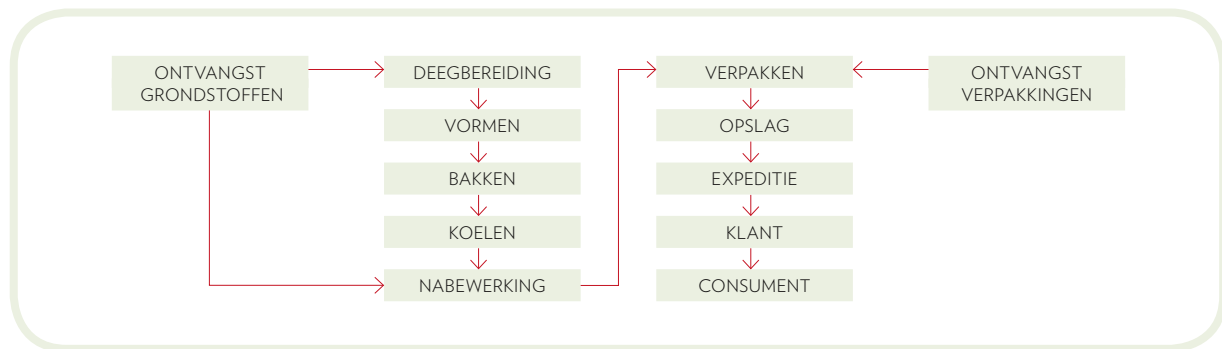 ONTVANGST
GRONDSTOFFEN
DEEGBEREIDING
VORMEN
BAKKEN
KOELEN
NABEWERKING
VERPAKKEN
OPSLAG
EXPEDITIE
KLANT
CONSUMENT
ONTVANGST
VERPAKKINGEN